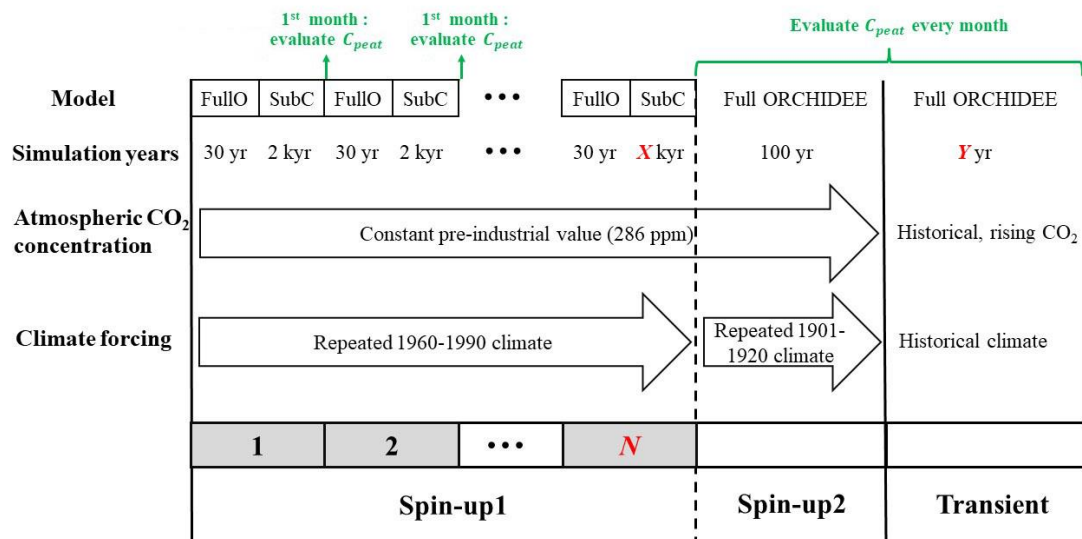 1st month :
evaluate Cpeat
1st month :
evaluate Cpeat
Evaluate Cpeat every month
Model
FullO SubC FullO SubC ••• FullO SubC Full ORCHIDEE Full ORCHIDEE
Simulation years
30 yr 2 kyr 30 yr 2 kyr ••• 30 yr X kyr 100 yr Y yr
Atmospheric CO2
concentration
Constant pre-industrial value (286 ppm)
Historical, rising CO2
Climate forcing
Repeated 1960-1990 climate
Repeated 1901-
1920 climate
Historical climate
1 2 ••• N
Spin-up1 Spin-up2 Transient